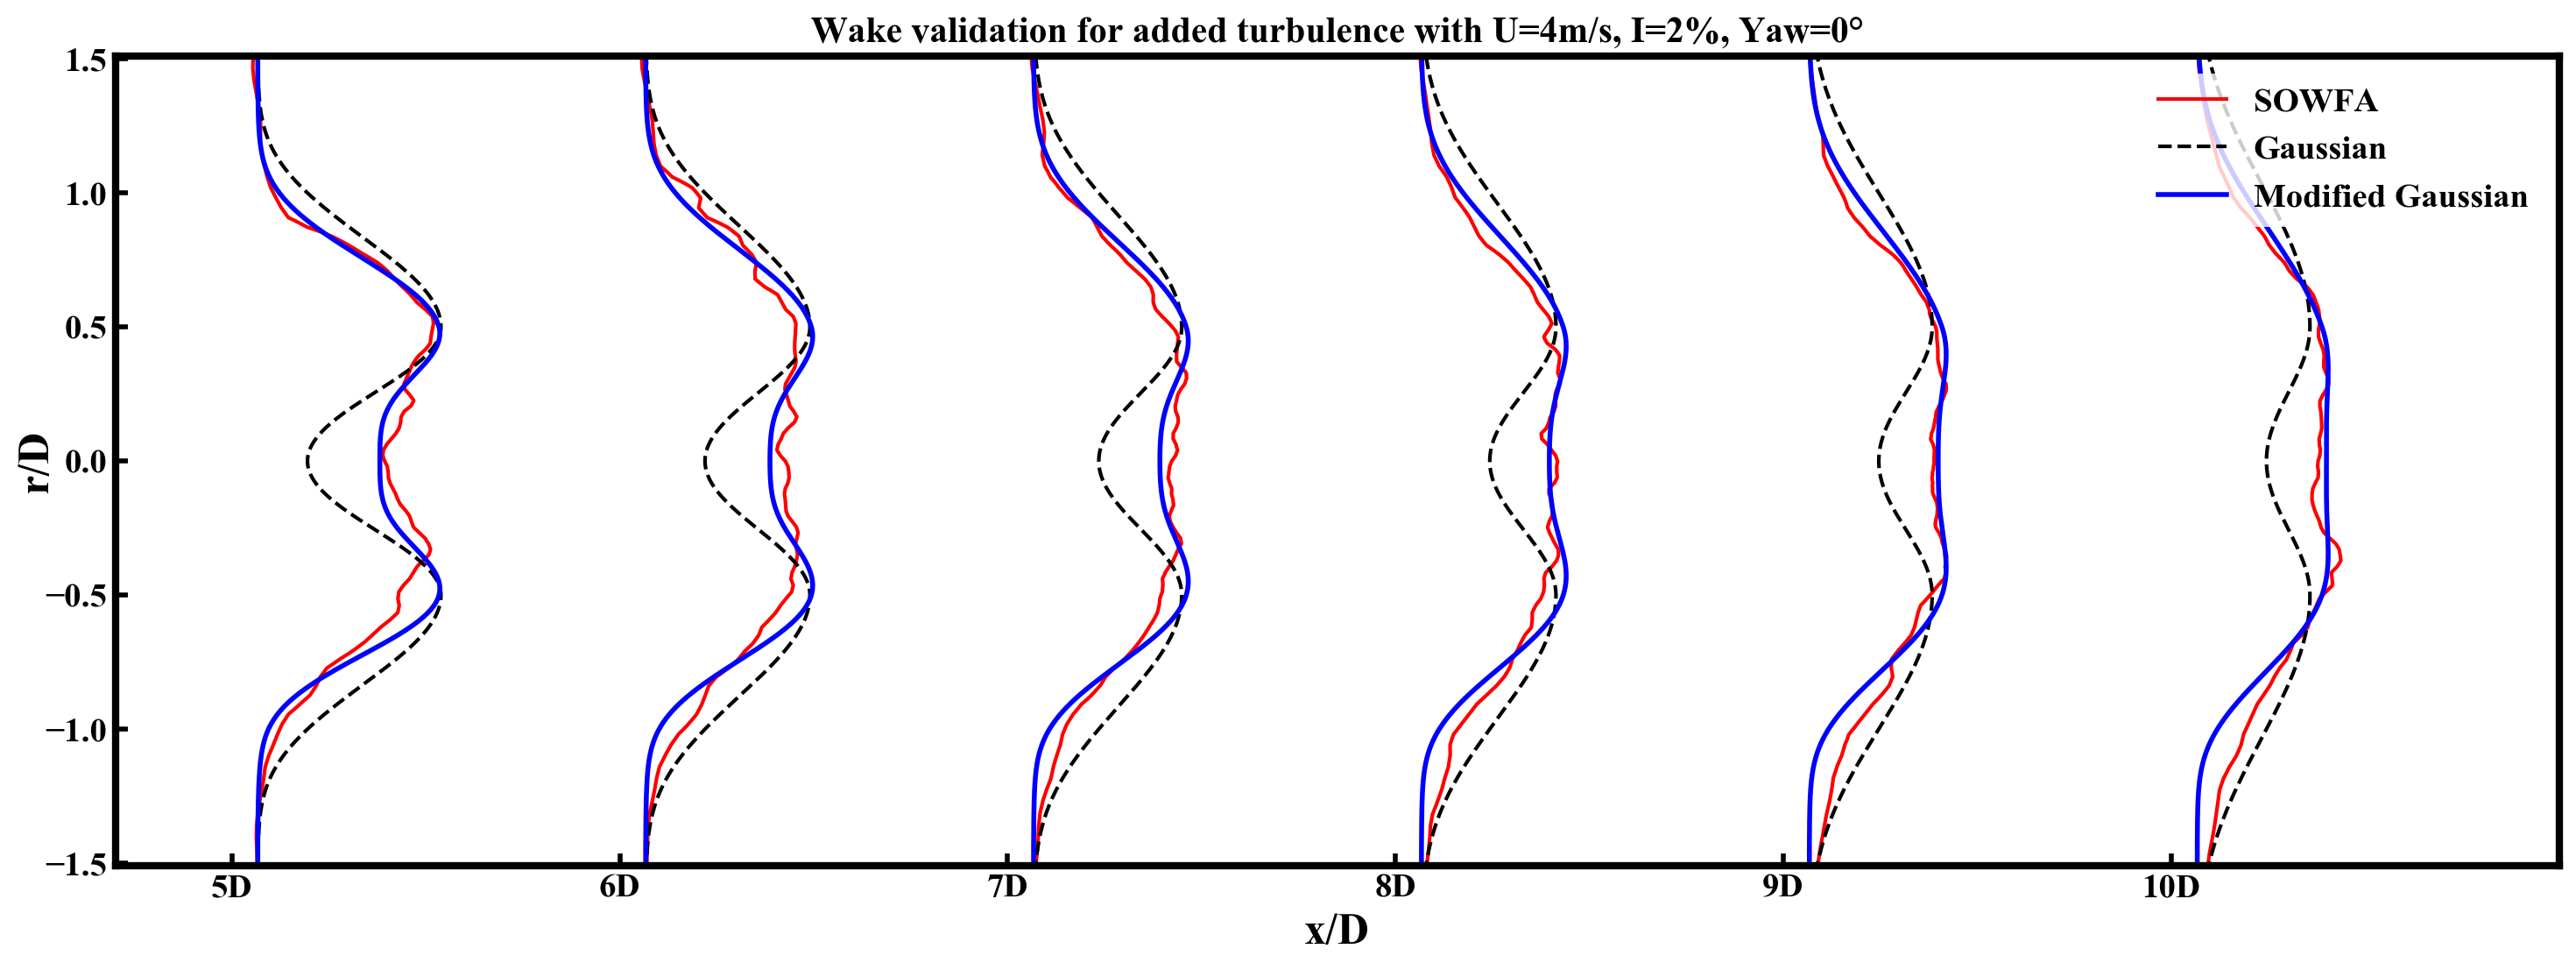 Wake validation for added turbulence with U=4m/s, I=2%, Yaw=0°
1.5
1.0
0.5
0.0
−0.5
−1.0
−1.5
r/D
SOWFA
Gaussian
Modified Gaussian
5D
6D
7D
8D
9D
10D
x/D